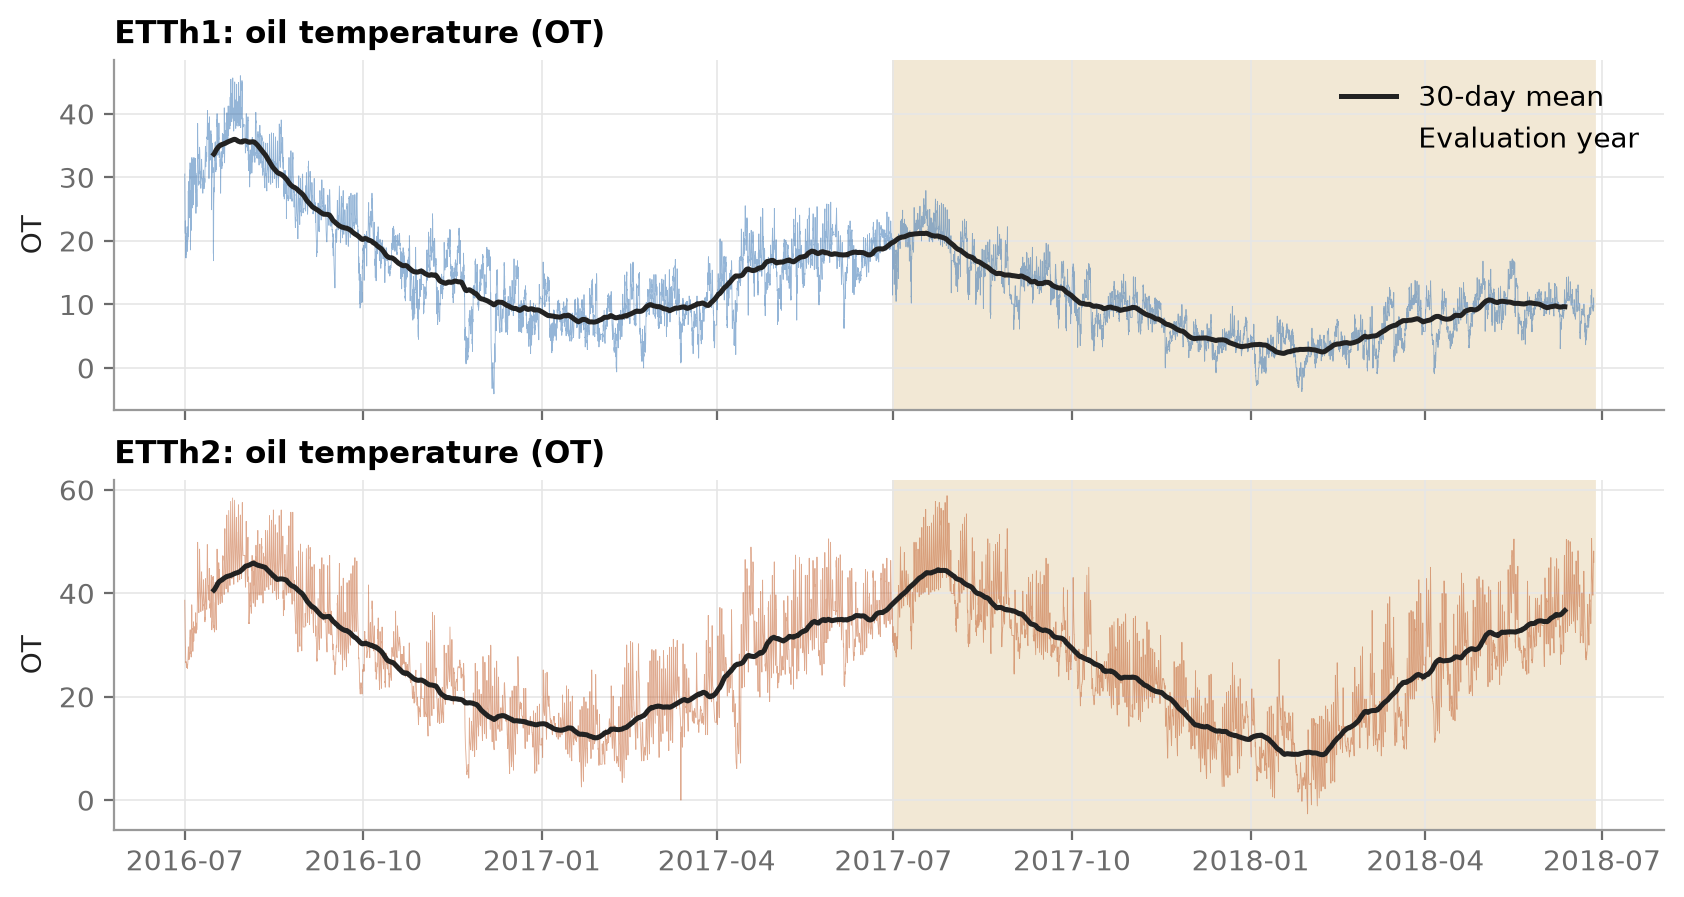 ETTh1: oil temperature (OT)
OT
40
30
20
10
0
30-day mean
Evaluation year
ETTh2: oil temperature (OT)
OT
60
40
20
0
2016-07 2016-10 2017-01 2017-04 2017-07 2017-10 2018-01 2018-04 2018-07